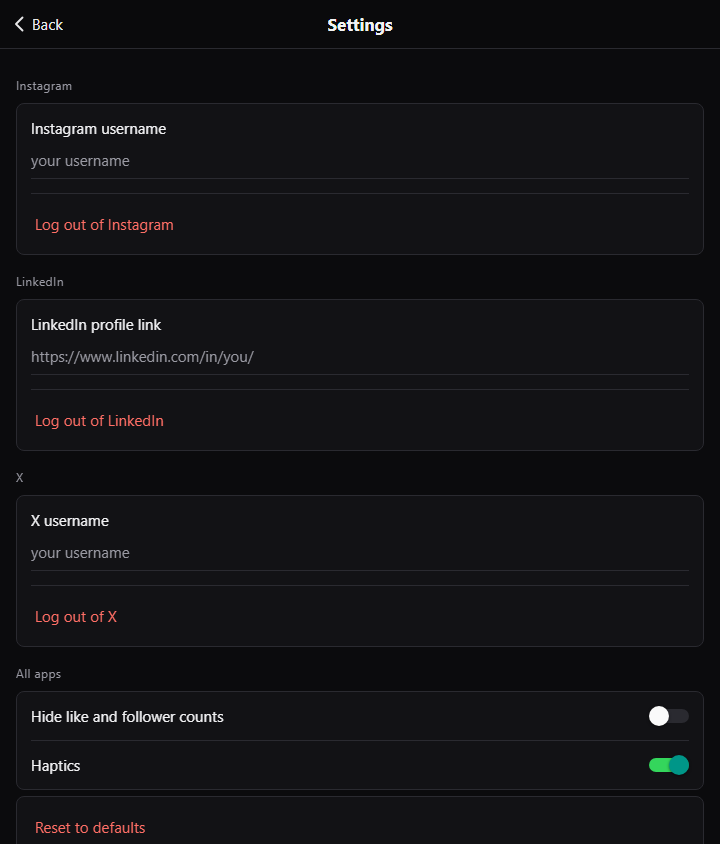 Back
Settings
Instagram
Instagram username
your username
Log out of Instagram
LinkedIn
LinkedIn profile link
https://www.linkedin.com/in/you/
Log out of LinkedIn
X
X username
your username
Log out of X
All apps
Hide like and follower counts
Haptics
Reset to defaults